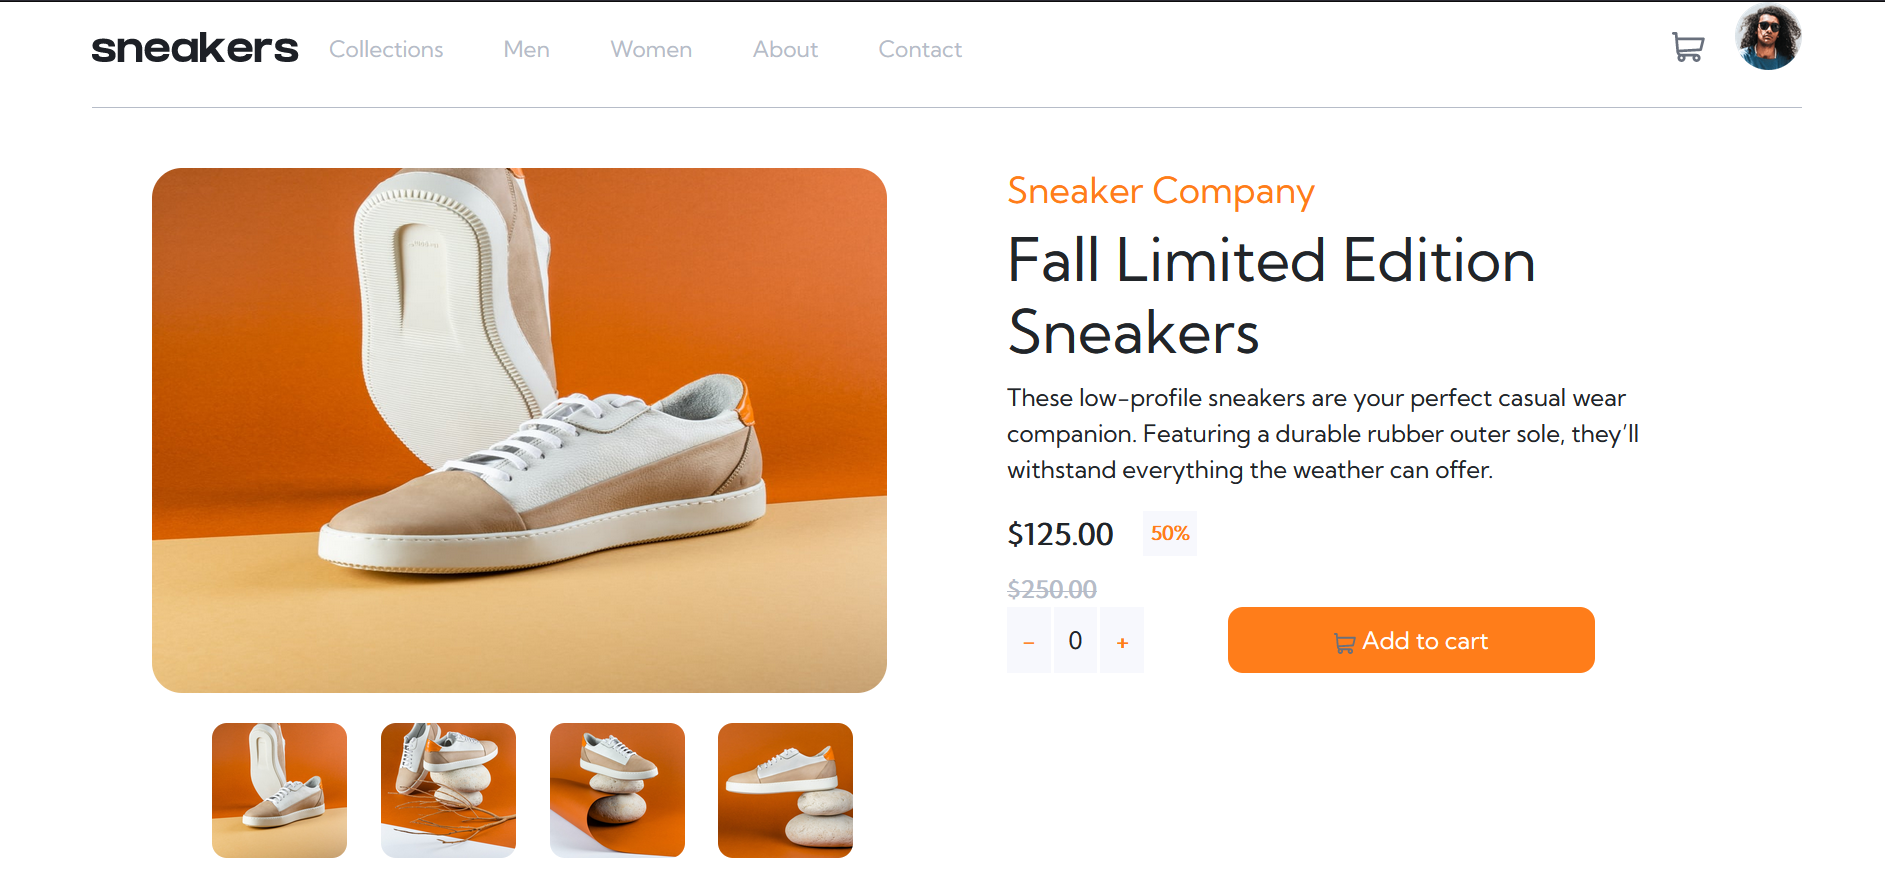 sneakers Collections Men Women About Contact
Sneaker Company
Fall Limited Edition
Sneakers
These low-profile sneakers are your perfect casual wear
companion. Featuring a durable rubber outer sole, they’ll
withstand everything the weather can offer.
$125.00 50%
$250.00
- 0 + Add to cart